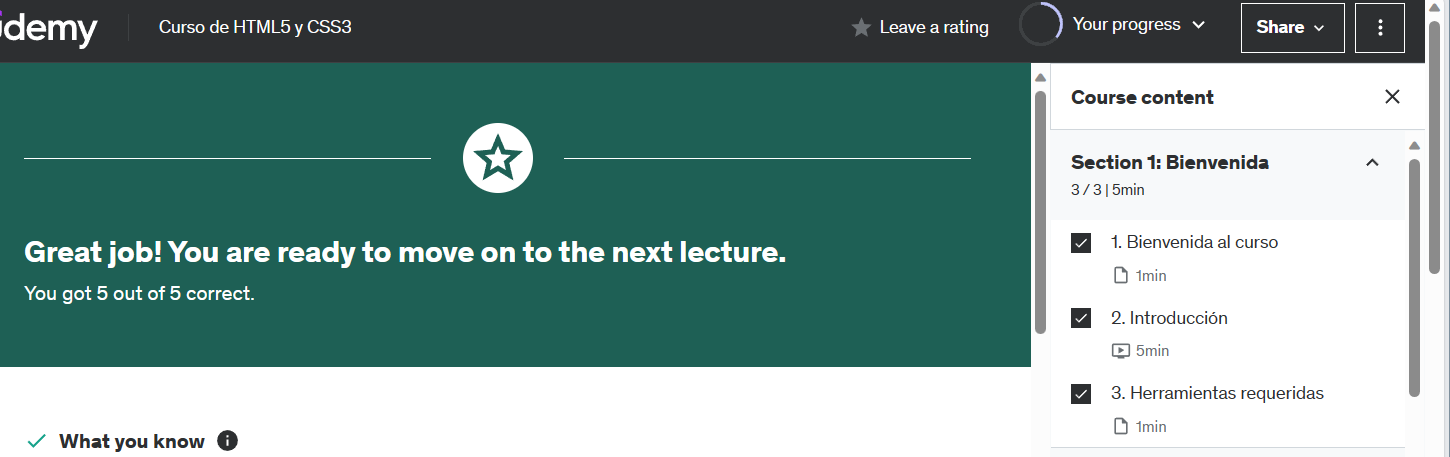 udemy
Curso de HTML5 y CSS3
Leave a rating
Your progress
Share
Great job! You are ready to move on to the next lecture.
You got 5 out of 5 correct.
What you know
Course content
Section 1: Bienvenida
3 / 3 | 5min
1. Bienvenida al curso
1min
2. Introducción
5min
3. Herramientas requeridas
1min